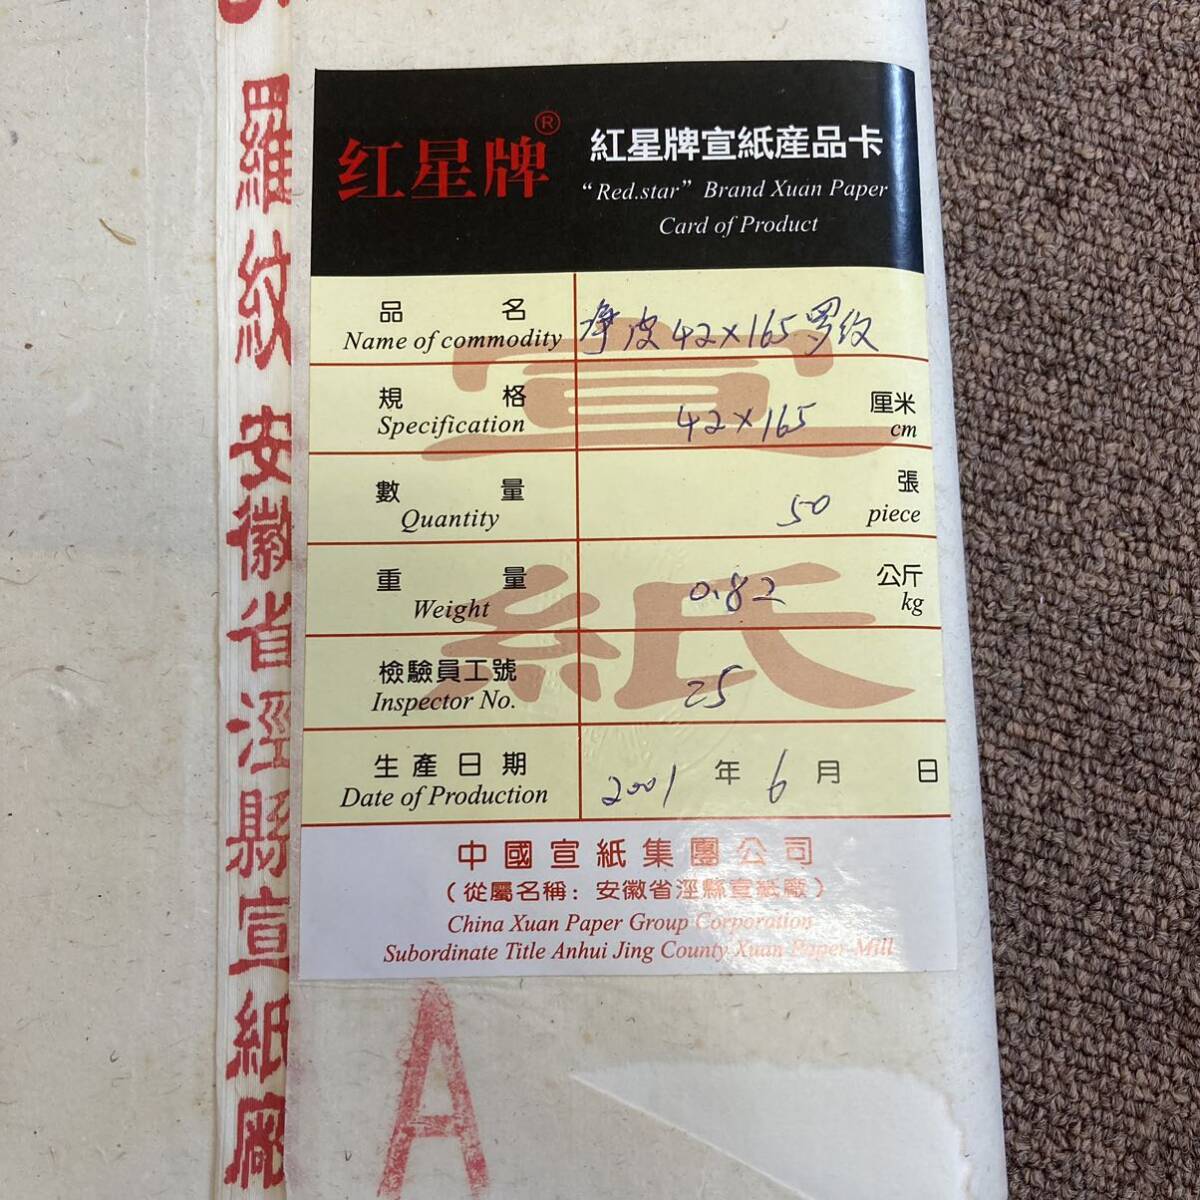 羅紋 安徽省涇縣宣紙廠
红星牌®
紅星牌宣紙産品卡
“Red.star” Brand Xuan Paper
Card of Product
品名
Name of commodity
净皮42×165罗纹
規格
Specification
42×165
厘米
cm
數量
Quantity
50
張
piece
重量
Weight
0.82
公斤
kg
檢驗員工號
Inspector No.
25
生產日期
Date of Production
2001年6月 日
宣紙
中國宣紙集團公司
(從屬名稱：安徽省涇縣宣紙廠)
China Xuan Paper Group Corporation
Subordinate Title Anhui Jing County Xuan Paper Mill
A